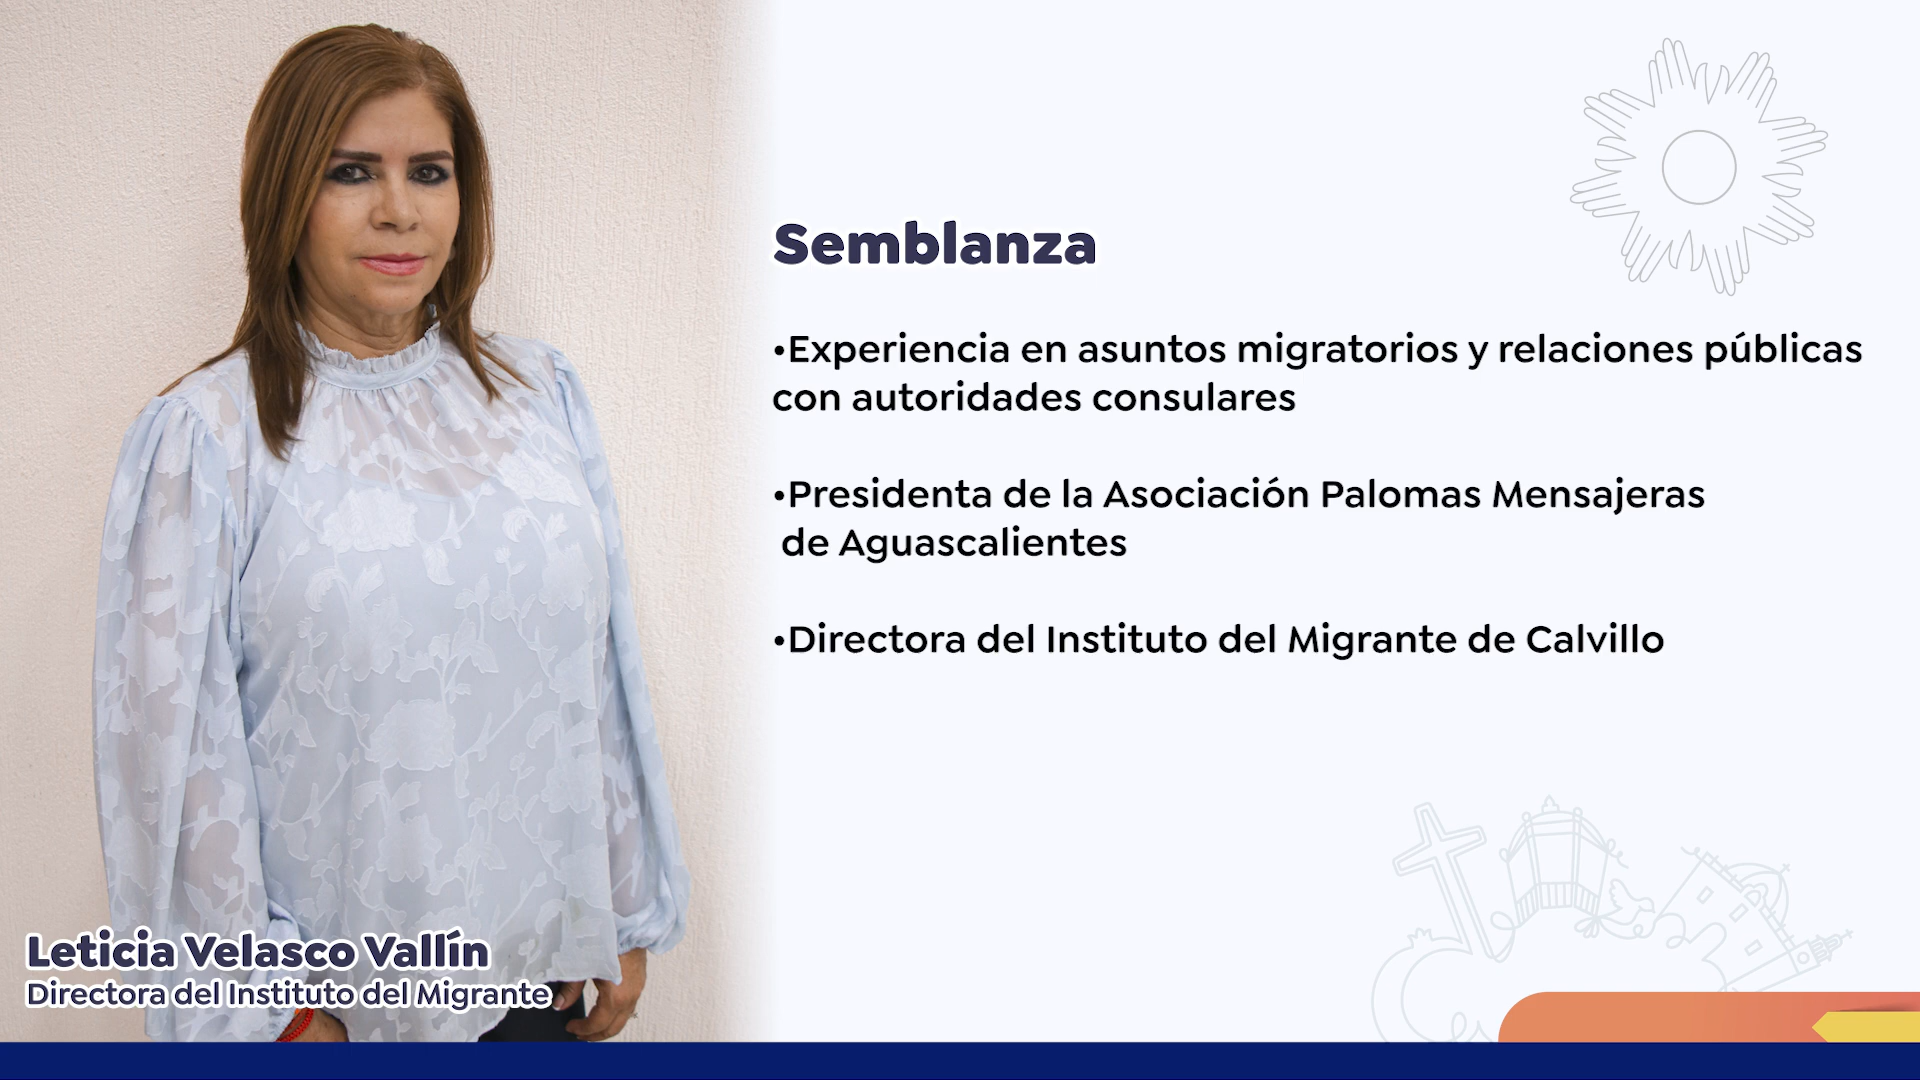 Semblanza
•Experiencia en asuntos migratorios y relaciones públicas
con autoridades consulares
•Presidenta de la Asociación Palomas Mensajeras
de Aguascalientes
•Directora del Instituto del Migrante de Calvillo
Leticia Velasco Vallín
Directora del Instituto del Migrante